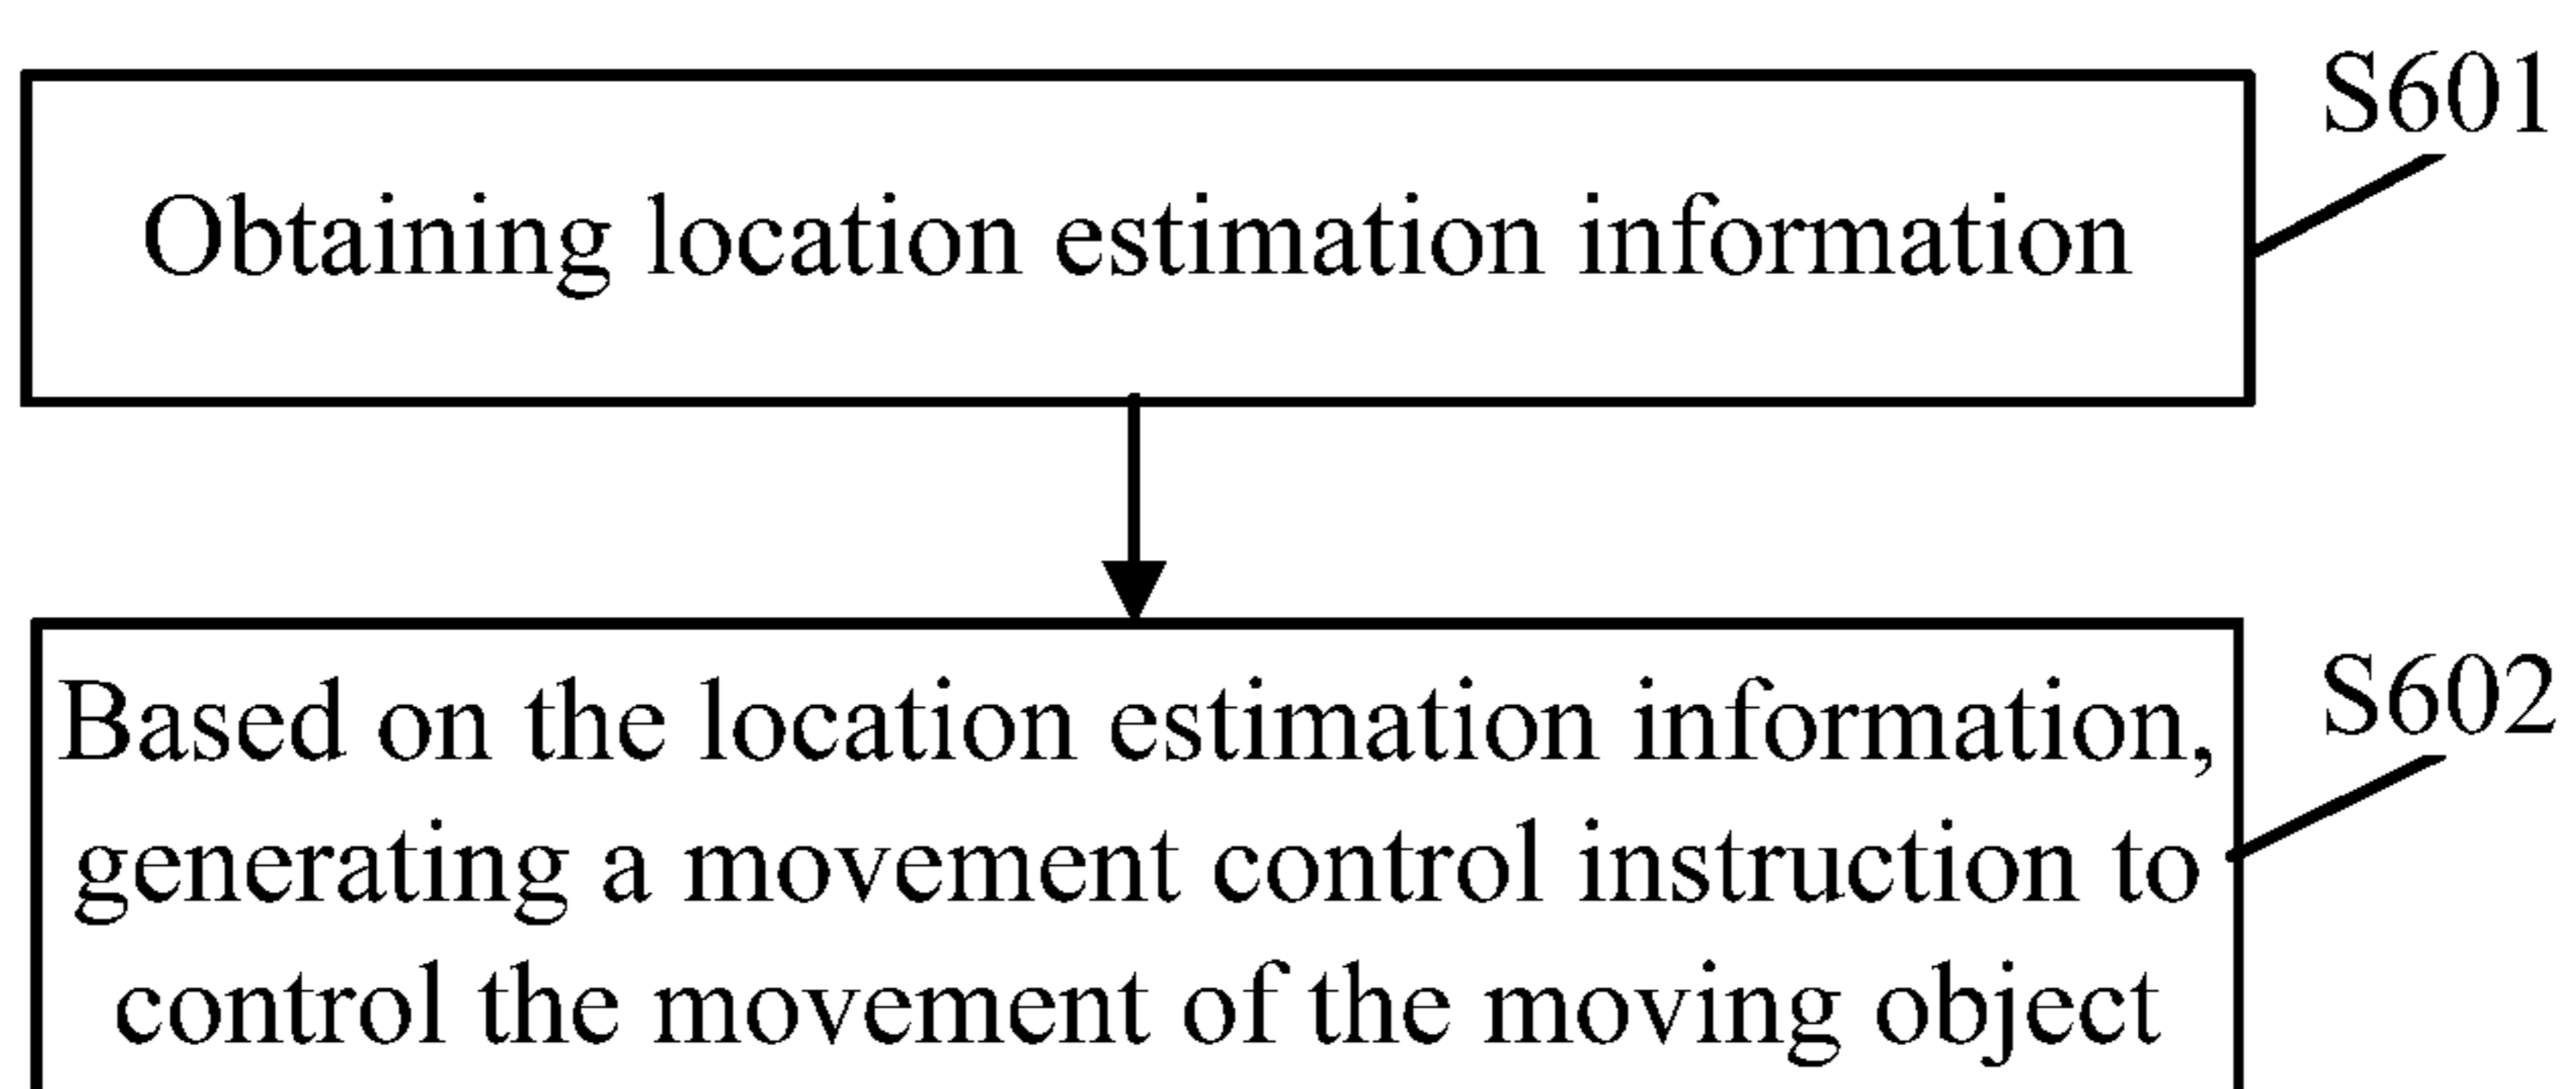 S601
Obtaining location estimation information
S602
Based on the location estimation information,
generating a movement control instruction to
control the movement of the moving object